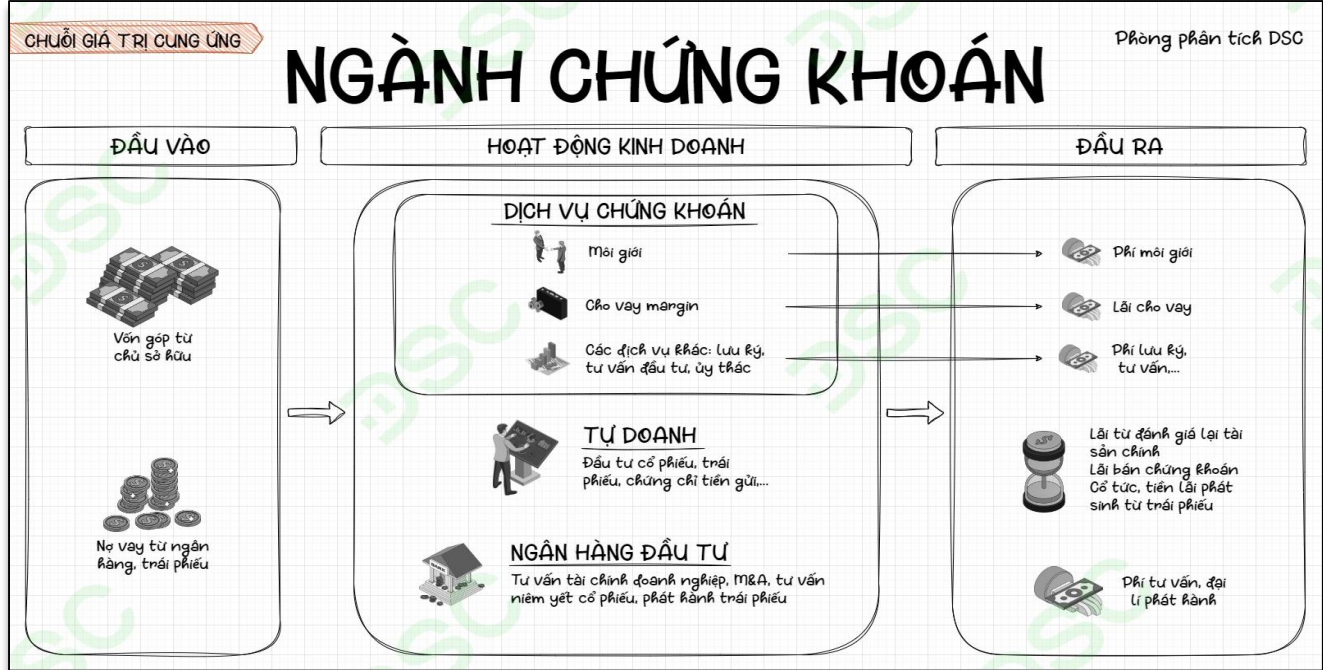 CHUỖI GIÁ TRỊ CUNG ỨNG
Phòng phân tích DSC
NGÀNH CHỨNG KHOÁN
ĐẦU VÀO
HOẠT ĐỘNG KINH DOANH
ĐẦU RA
Vốn góp từ
chủ sở hữu
Nợ vay từ ngân
hàng, trái phiếu
DỊCH VỤ CHỨNG KHOÁN
Môi giới
Cho vay margin
Các dịch vụ khác: lưu ký,
tư vấn đầu tư, ủy thác
TỰ DOANH
Đầu tư cổ phiếu, trái
phiếu, chứng chỉ tiền gửi,...
NGÂN HÀNG ĐẦU TƯ
Tư vấn tài chính doanh nghiệp, M&A, tư vấn
niêm yết cổ phiếu, phát hành trái phiếu
Phí môi giới
Lãi cho vay
Phí lưu ký,
tư vấn,...
Lãi từ đánh giá lại tài
sản chính
Lãi bán chứng khoán
Cổ tức, tiền lãi phát
sinh từ trái phiếu
Phí tư vấn, đại
lí phát hành
DSC
DSC
DSC
DSC
DSC
DSC